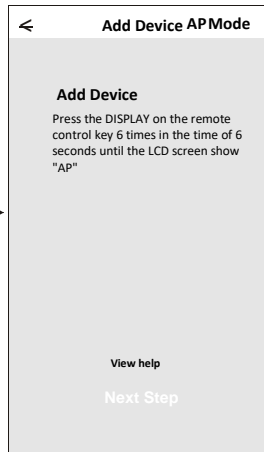 Add Device AP Mode
Add Device
Press the DISPLAY on the remote
control key 6 times in the time of 6
seconds until the LCD screen show
"AP"
View help
Next Step